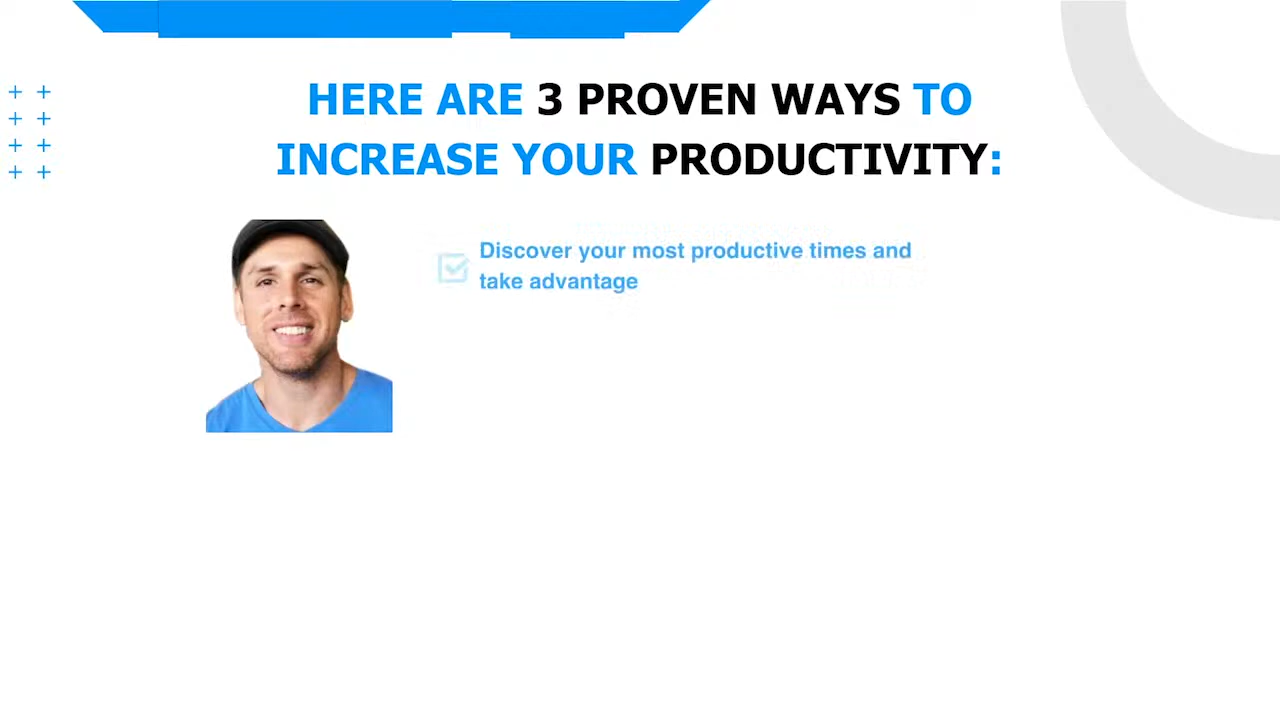 HERE ARE 3 PROVEN WAYS TO
INCREASE YOUR PRODUCTIVITY:
Discover your most productive times and
take advantage